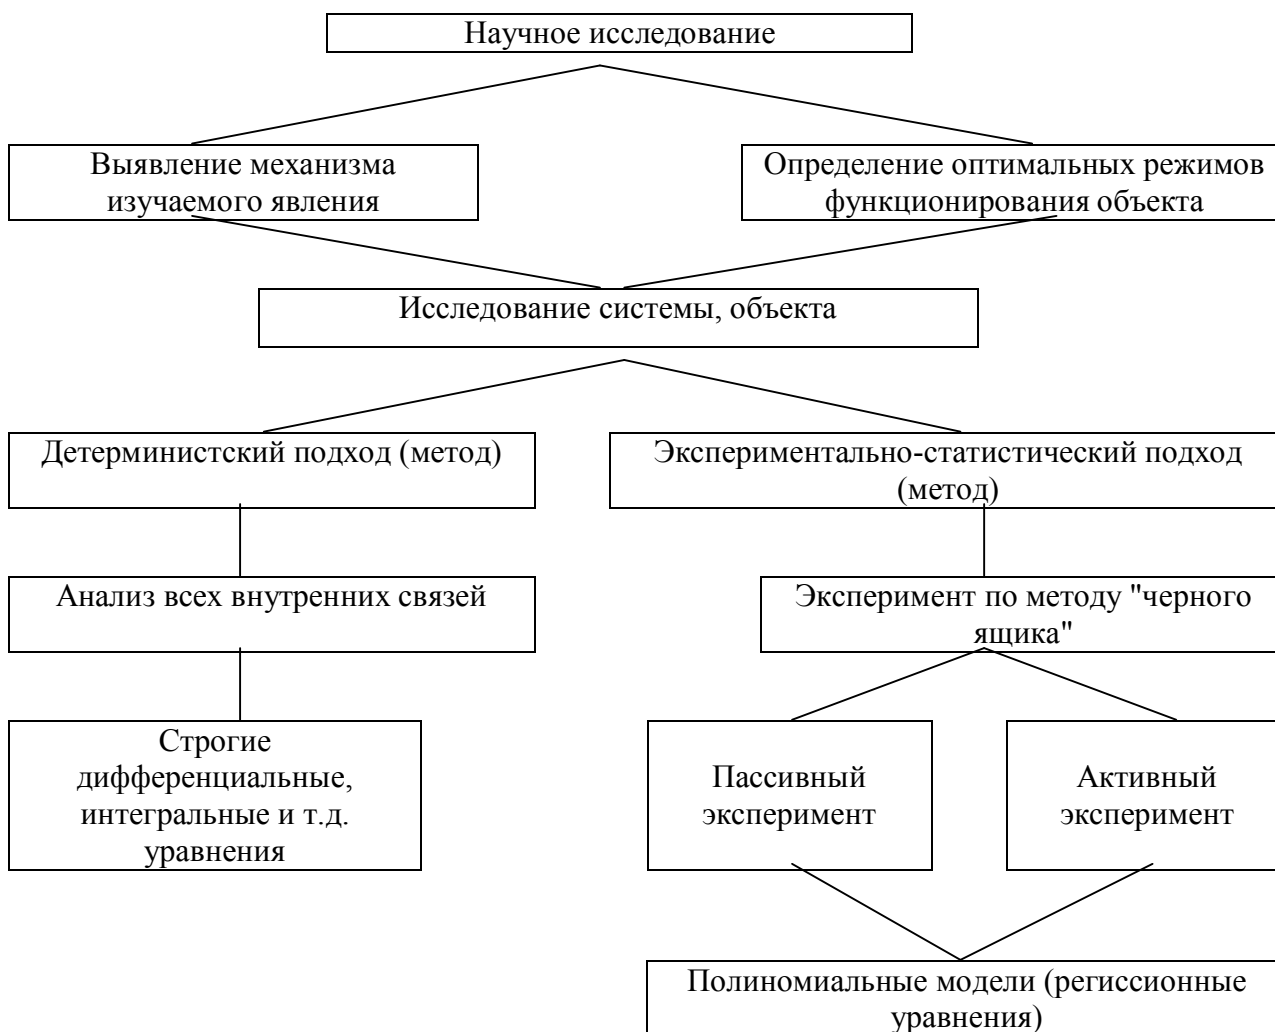 Научное исследование
Выявление механизма
изучаемого явления
Определение оптимальных режимов
функционирования объекта
Исследование системы, объекта
Детерминистский подход (метод)
Экспериментально-статистический подход
(метод)
Анализ всех внутренних связей
Эксперимент по методу "черного
ящика"
Строгие
дифференциальные,
интегральные и т.д.
уравнения
Пассивный
эксперимент
Активный
эксперимент
Полиномиальные модели (региссионные
уравнения)